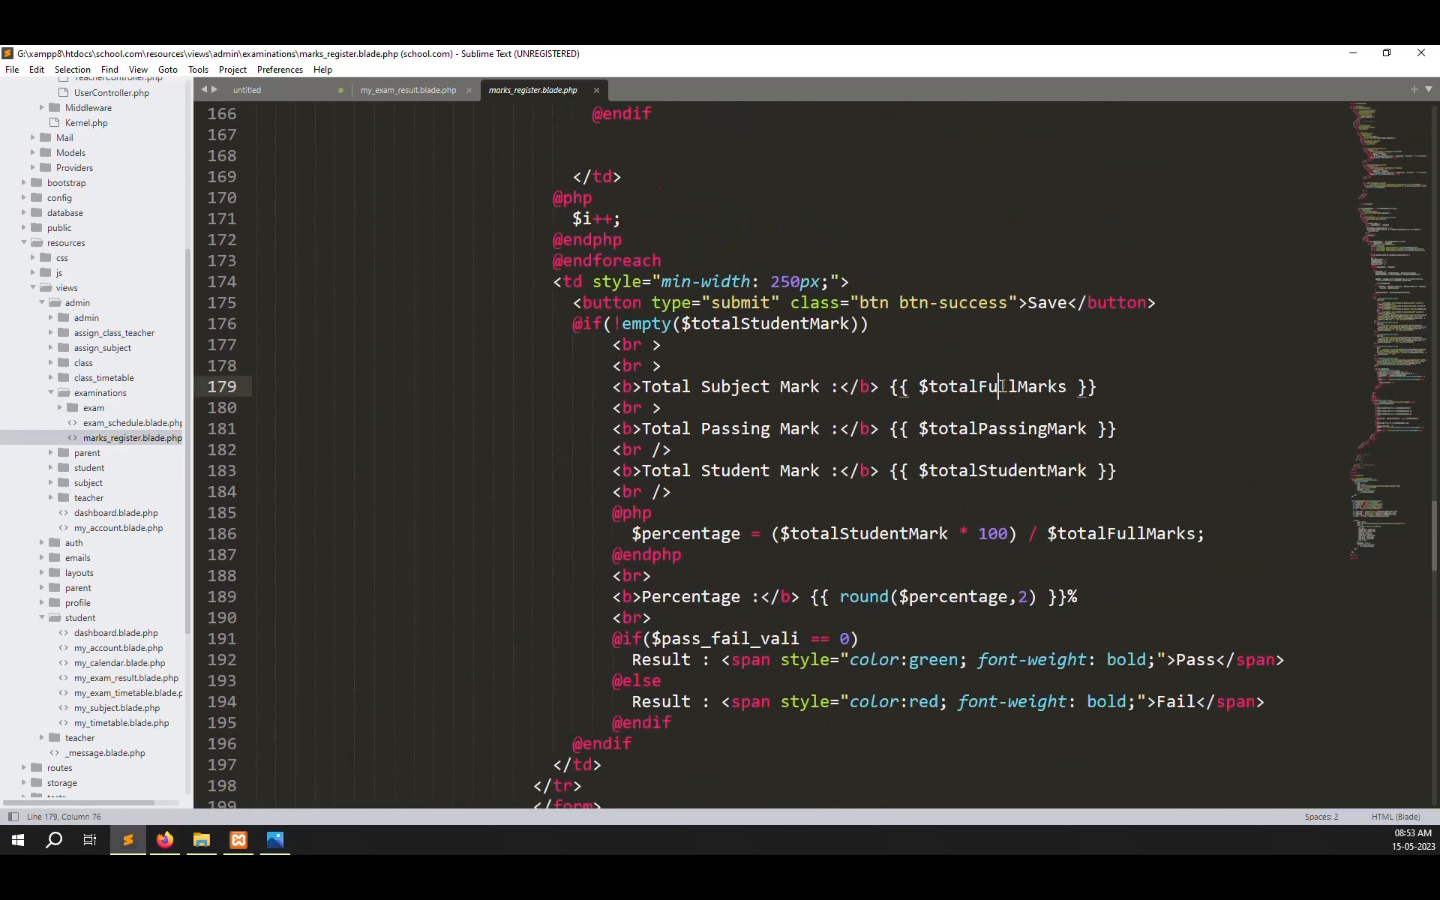 G:\xampp8\htdocs\school.com\resources\views\admin\examinations\marks_register.blade.php (school.com) - Sublime Text (UNREGISTERED)
File Edit Selection Find View Goto Tools Project Preferences Help
untitled my_exam_result.blade.php marks_register.blade.php
TeacherController.php
UserController.php
Middleware
Kernel.php
Mail
Models
Providers
bootstrap
config
database
public
resources
css
js
views
admin
admin
assign_class_teacher
assign_subject
class
class_timetable
examinations
exam
exam_schedule.blade.php
marks_register.blade.php
parent
student
subject
teacher
dashboard.blade.php
my_account.blade.php
auth
emails
layouts
parent
profile
student
dashboard.blade.php
my_account.blade.php
my_calendar.blade.php
my_exam_result.blade.php
my_exam_timetable.blade.p
my_subject.blade.php
my_timetable.blade.php
teacher
_message.blade.php
routes
storage
166 @endif
167
168
169 </td>
170 @php
171 $i++;
172 @endphp
173 @endforeach
174 <td style="min-width: 250px;">
175 <button type="submit" class="btn btn-success">Save</button>
176 @if(!empty($totalStudentMark))
177 <br >
178 <br >
179 <b>Total Subject Mark :</b> {{ $totalFullMarks }}
180 <br >
181 <b>Total Passing Mark :</b> {{ $totalPassingMark }}
182 <br />
183 <b>Total Student Mark :</b> {{ $totalStudentMark }}
184 <br />
185 @php
186 $percentage = ($totalStudentMark * 100) / $totalFullMarks;
187 @endphp
188 <br>
189 <b>Percentage :</b> {{ round($percentage,2) }}%
190 <br>
191 @if($pass_fail_vali == 0)
192 Result : <span style="color:green; font-weight: bold;">Pass</span>
193 @else
194 Result : <span style="color:red; font-weight: bold;">Fail</span>
195 @endif
196 @endif
197 </td>
198 </tr>
199 </form>
Line 179, Column 76 Spaces: 2 HTML (Blade)
08:53 AM
15-05-2023